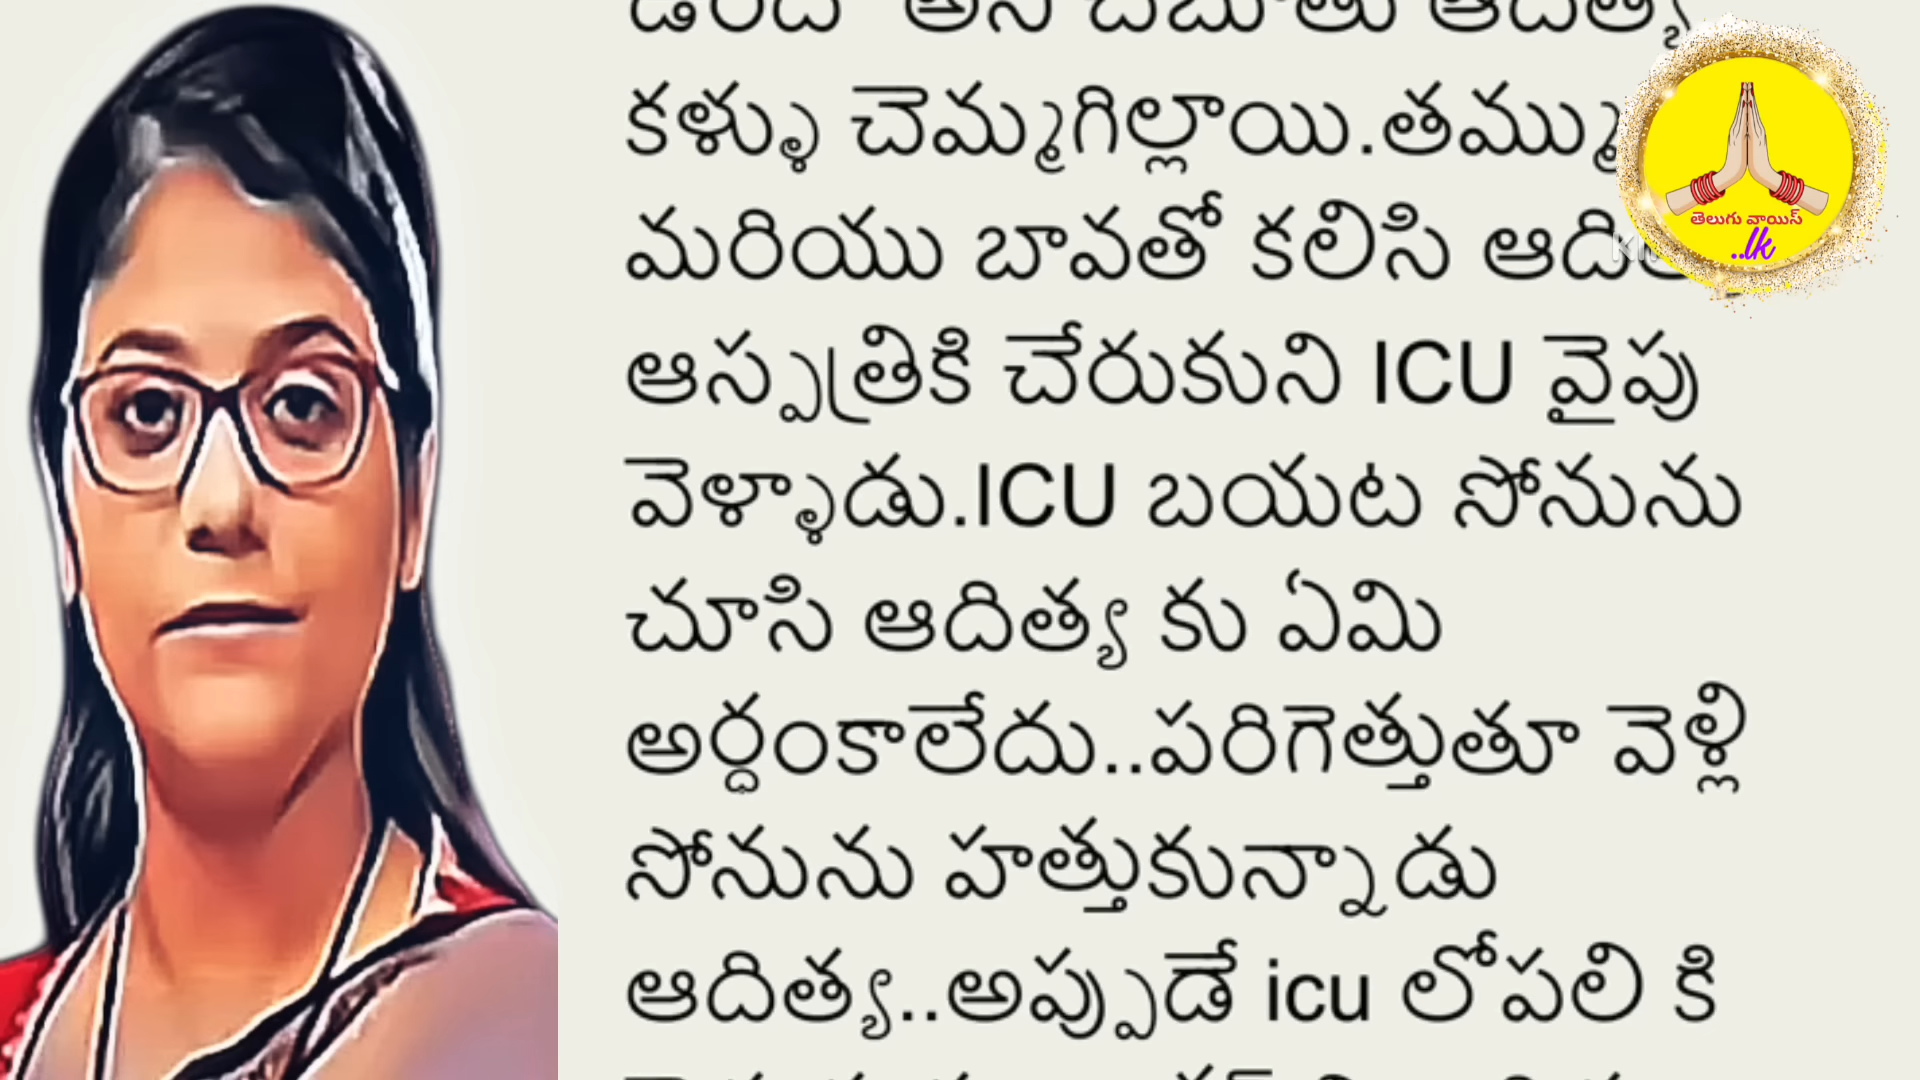 అని చెబుతు ఆదిత్య
కళ్ళు చెమ్మగిల్లాయి.తమ్ము
మరియు బావతో కలిసి
ఆస్పత్రికి చేరుకుని ICU వైపు
వెళ్ళాడు.ICU బయట సోనును
చూసి ఆదిత్య కు ఏమి
అర్ధంకాలేదు..పరిగెత్తుతూ వెళ్లి
సోనును హత్తుకున్నాడు
ఆదిత్య..అప్పుడే icu లోపలి కి
తెలుగు వాయిస్
..lk